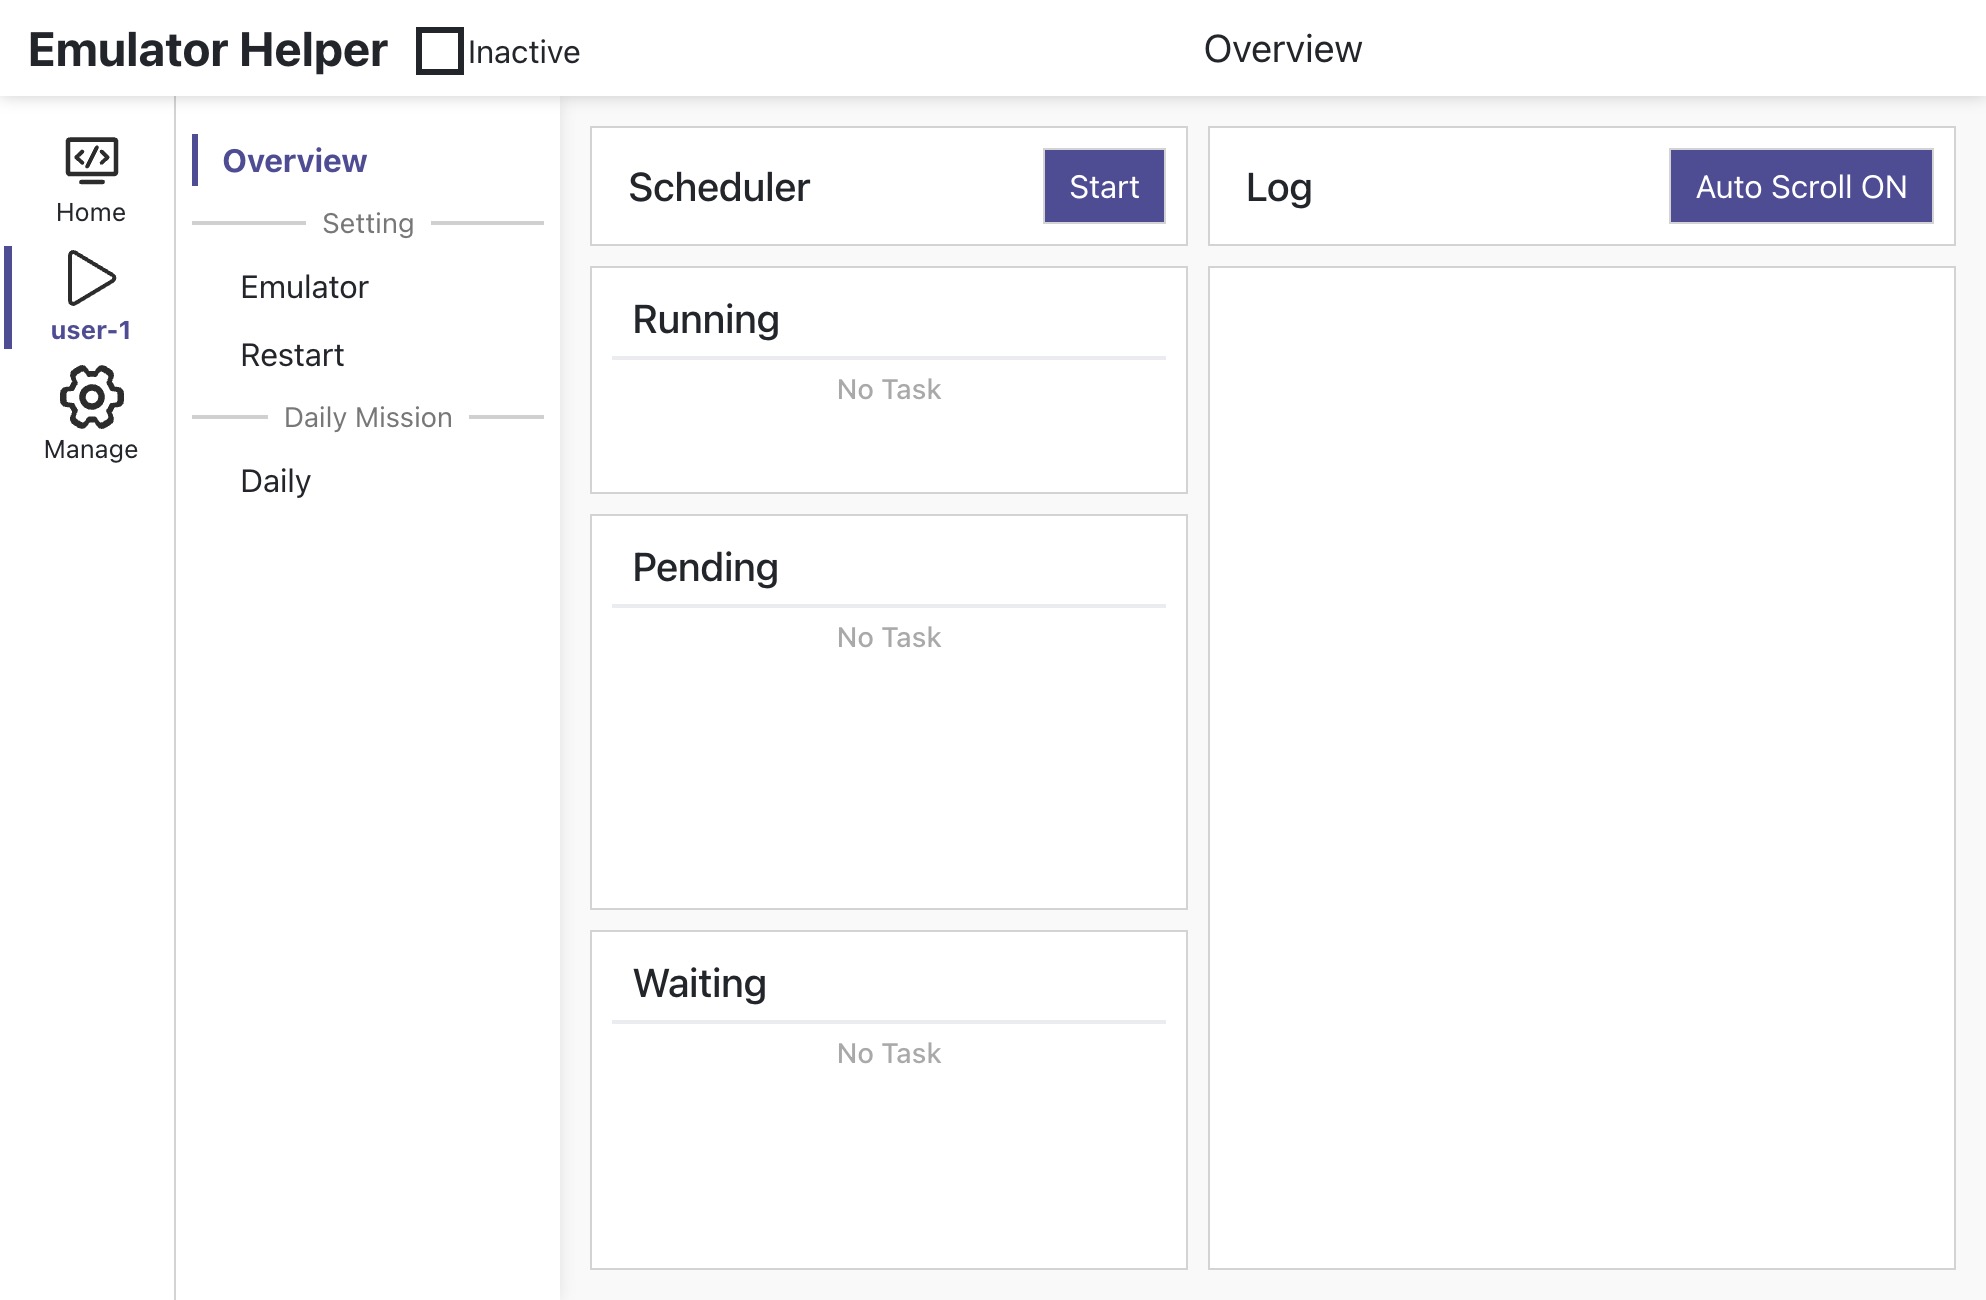 Emulator Helper
Inactive
Overview
Home
user-1
Manage
Overview
Setting
Emulator
Restart
Daily Mission
Daily
Scheduler
Start
Running
No Task
Pending
No Task
Waiting
No Task
Log
Auto Scroll ON